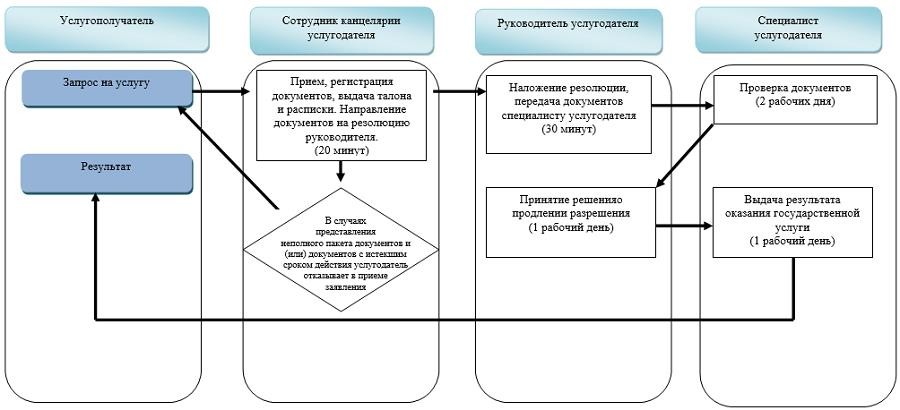 Услугополучатель
Сотрудник канцелярии
услугодателя
Руководитель услугодателя
Специалист
услугодателя
Запрос на услугу
Прием, регистрация
документов, выдача талона
и расписки. Направление
документов на резолюцию
руководителя.
(20 минут)
Наложение резолюции,
передача документов
специалисту услугодателя
(30 минут)
Проверка документов
(2 рабочих дня)
Результат
В случаях
представления
неполного пакета документов и
(или) документов с истекшим
сроком действия услугодатель
отказывает в приеме
заявления
Принятие решенияо
продлении разрешения
(1 рабочий день)
Выдача результата
оказания государственной
услуги
(1 рабочий день)